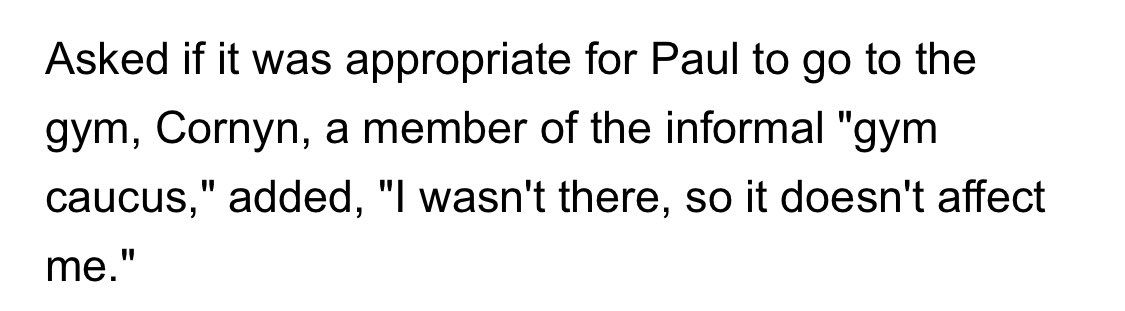 Asked if it was appropriate for Paul to go to the
gym, Cornyn, a member of the informal "gym
caucus," added, "I wasn't there, so it doesn't affect
me."